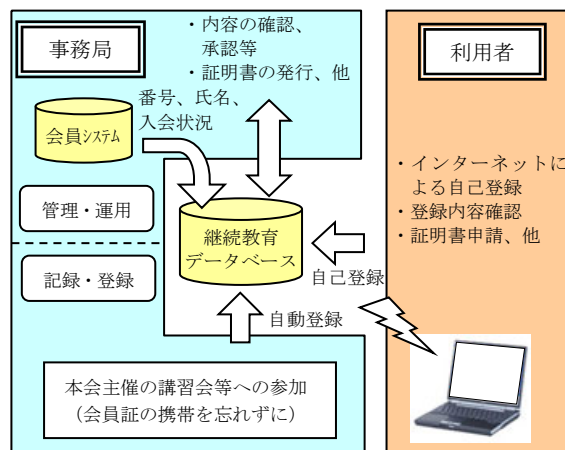 事務局
・内容の確認、
承認等
・証明書の発行、他
番号、氏名、
入会状況
会員ｼｽﾃﾑ
管理・運用
記録・登録
継続教育
データベース
自己登録
自動登録
本会主催の講習会等への参加
（会員証の携帯を忘れずに）
利用者
・インターネットに
よる自己登録
・登録内容確認
・証明書申請、他